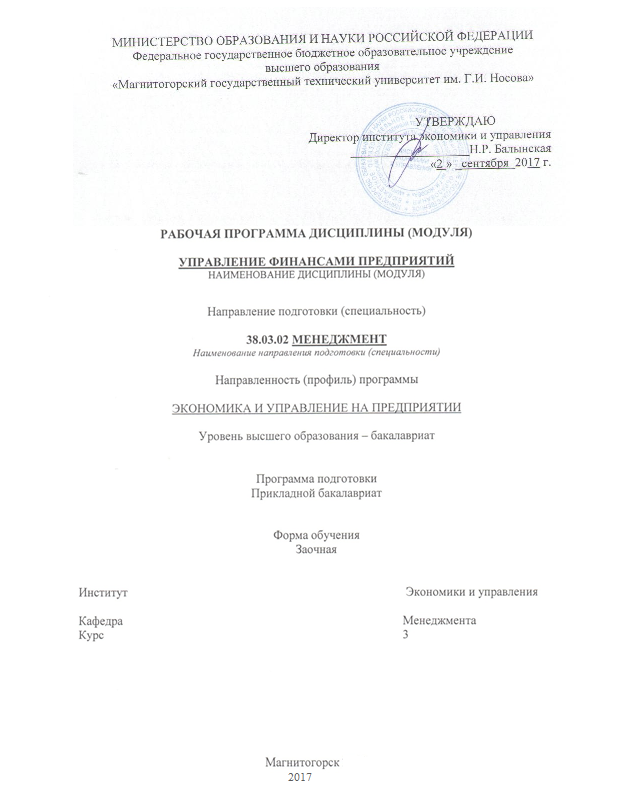 МИНИСТЕРСТВО ОБРАЗОВАНИЯ И НАУКИ РОССИЙСКОЙ ФЕДЕРАЦИИ
Федеральное государственное бюджетное образовательное учреждение
высшего образования
«Магнитогорский государственный технический университет им. Г.И. Носова»
УТВЕРЖДАЮ
Директор института экономики и управления
Н.Р. Балынская
«2 » сентября 2017 г.
РАБОЧАЯ ПРОГРАММА ДИСЦИПЛИНЫ (МОДУЛЯ)
УПРАВЛЕНИЕ ФИНАНСАМИ ПРЕДПРИЯТИЙ
НАИМЕНОВАНИЕ ДИСЦИПЛИНЫ (МОДУЛЯ)
Направление подготовки (специальность)
38.03.02 МЕНЕДЖМЕНТ
Наименование направления подготовки (специальности)
Направленность (профиль) программы
ЭКОНОМИКА И УПРАВЛЕНИЕ НА ПРЕДПРИЯТИИ
Уровень высшего образования – бакалавриат
Программа подготовки
Прикладной бакалавриат
Форма обучения
Заочная
Институт Экономики и управления
Кафедра Менеджмента
Курс 3
Магнитогорск
2017